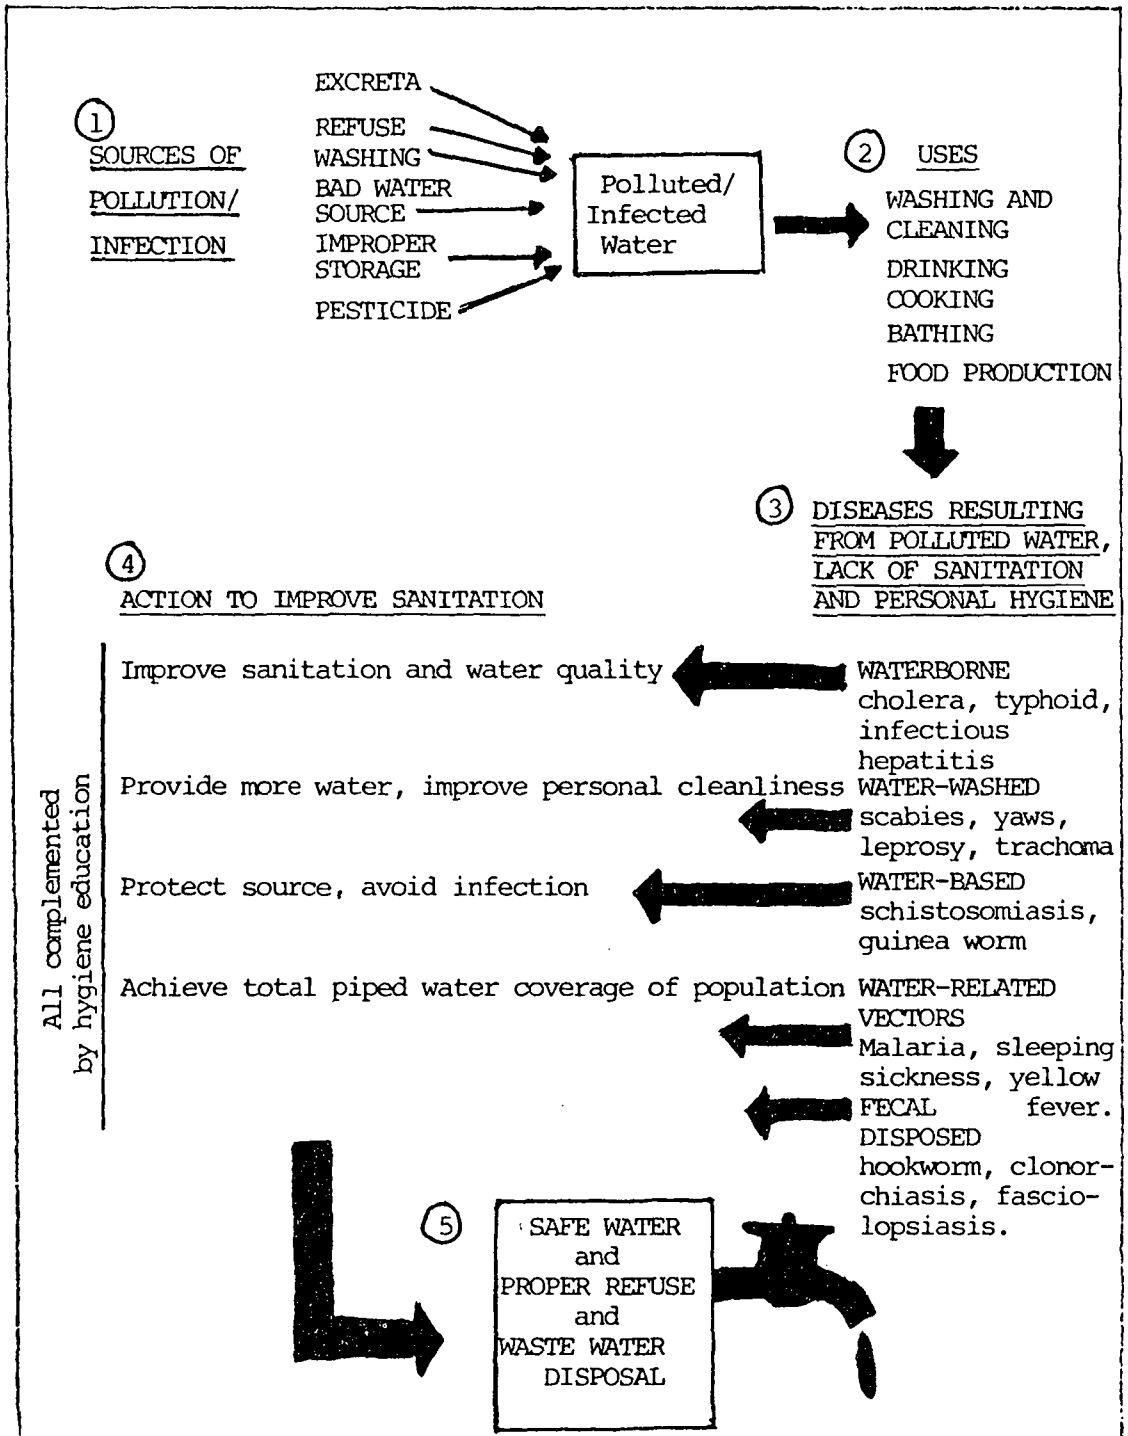 1
SOURCES OF
POLLUTION/
INFECTION
EXCRETA
REFUSE
WASHING
BAD WATER
SOURCE
IMPROPER
STORAGE
PESTICIDE
Polluted/
Infected
Water
2 USES
WASHING AND
CLEANING
DRINKING
COOKING
BATHING
FOOD PRODUCTION
3 DISEASES RESULTING
FROM POLLUTED WATER,
LACK OF SANITATION
AND PERSONAL HYGIENE
4
ACTION TO IMPROVE SANITATION
All complemented
by hygiene education
Improve sanitation and water quality
WATERBORNE
cholera, typhoid,
infectious
hepatitis
Provide more water, improve personal cleanliness
WATER-WASHED
scabies, yaws,
leprosy, trachoma
Protect source, avoid infection
WATER-BASED
schistosomiasis,
guinea worm
Achieve total piped water coverage of population
WATER-RELATED
VECTORS
Malaria, sleeping
sickness, yellow
FECAL fever.
DISPOSED
hookworm, clonor-
chiasis, fascio-
lopsiasis.
5
SAFE WATER
and
PROPER REFUSE
and
WASTE WATER
DISPOSAL